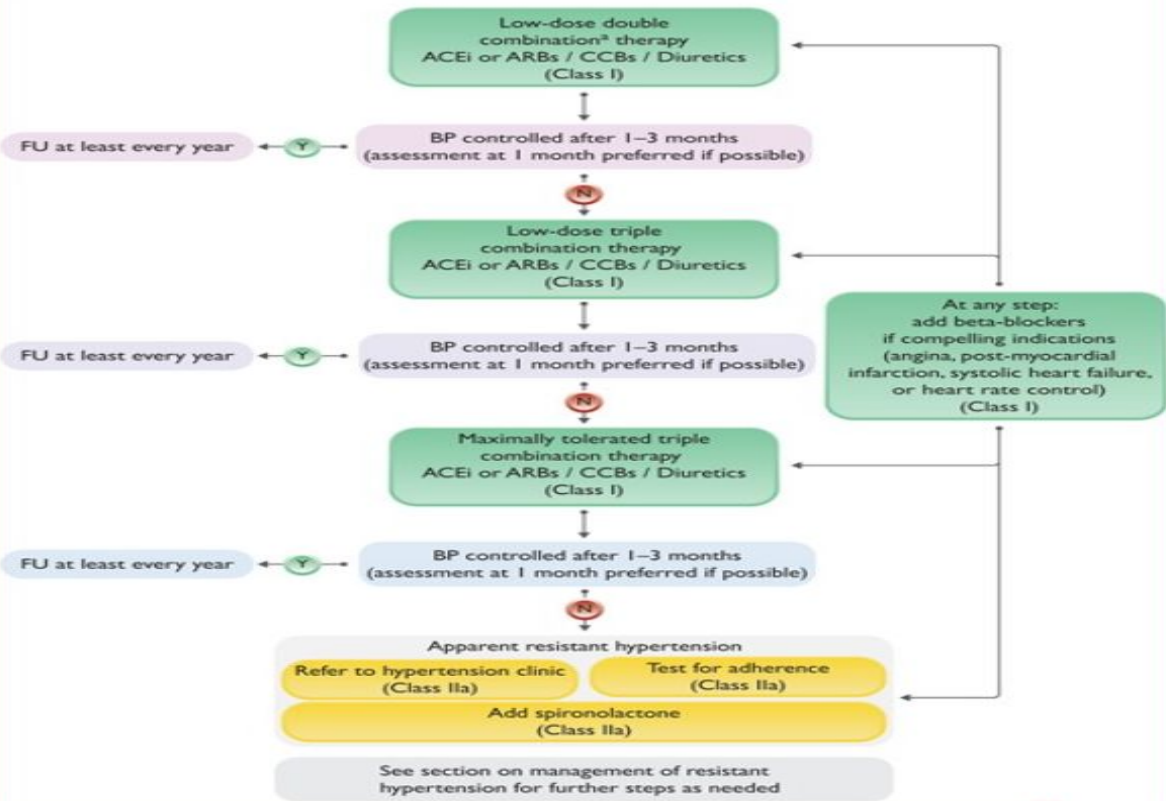 Low-dose double
combinationª therapy
ACEi or ARBs / CCBs / Diuretics
(Class I)
FU at least every year
Y
BP controlled after 1–3 months
(assessment at 1 month preferred if possible)
N
Low-dose triple
combination therapy
ACEi or ARBs / CCBs / Diuretics
(Class I)
At any step:
add beta-blockers
if compelling indications
(angina, post-myocardial
infarction, systolic heart failure,
or heart rate control)
(Class I)
FU at least every year
Y
BP controlled after 1–3 months
(assessment at 1 month preferred if possible)
N
Maximally tolerated triple
combination therapy
ACEi or ARBs / CCBs / Diuretics
(Class I)
FU at least every year
Y
BP controlled after 1–3 months
(assessment at 1 month preferred if possible)
N
Apparent resistant hypertension
Refer to hypertension clinic
(Class IIa)
Test for adherence
(Class IIa)
Add spironolactone
(Class IIa)
See section on management of resistant
hypertension for further steps as needed